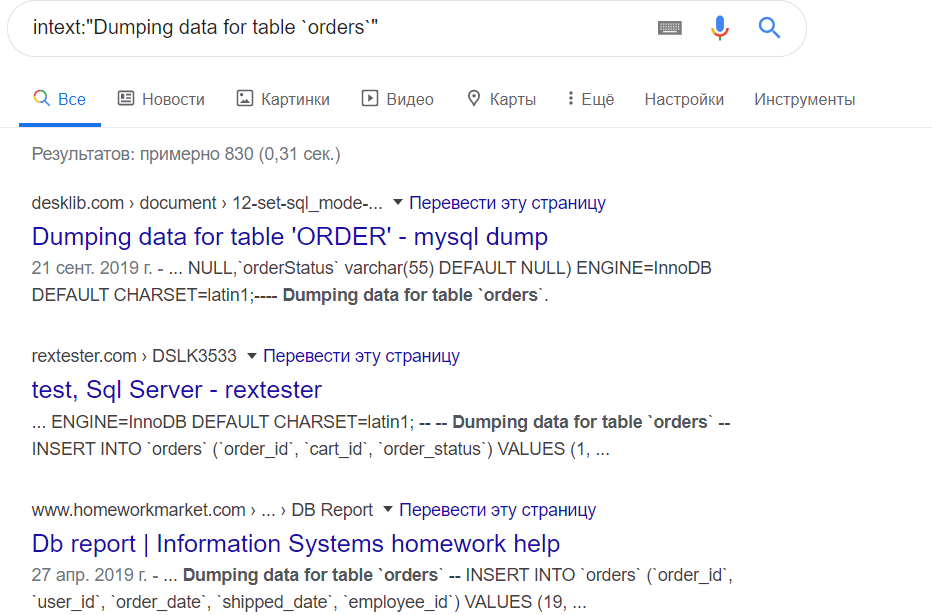 intext:"Dumping data for table `orders`"
Все Новости Картинки Видео Карты Ещё Настройки Инструменты
Результатов: примерно 830 (0,31 сек.)
desklib.com › document › 12-set-sql_mode-... Перевести эту страницу
Dumping data for table 'ORDER' - mysql dump
21 сент. 2019 г. - ... NULL,`orderStatus` varchar(55) DEFAULT NULL) ENGINE=InnoDB
DEFAULT CHARSET=latin1;---- Dumping data for table `orders`.
rextester.com › DSLK3533 Перевести эту страницу
test, Sql Server - rextester
... ENGINE=InnoDB DEFAULT CHARSET=latin1; -- -- Dumping data for table `orders` --
INSERT INTO `orders` (`order_id`, `cart_id`, `order_status`) VALUES (1, ...
www.homeworkmarket.com › ... › DB Report Перевести эту страницу
Db report | Information Systems homework help
27 апр. 2019 г. - ... Dumping data for table `orders` -- INSERT INTO `orders` (`order_id`,
`user_id`, `order_date`, `shipped_date`, `employee_id`) VALUES (19, ...